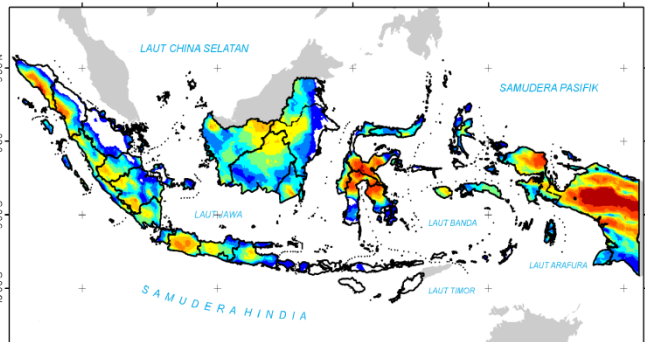 LAUT CHINA SELATAN
SAMUDERA PASIFIK
LAUT JAWA
LAUT BANDA
LAUT ARAFURA
LAUT TIMOR
SAMUDERA HINDIA